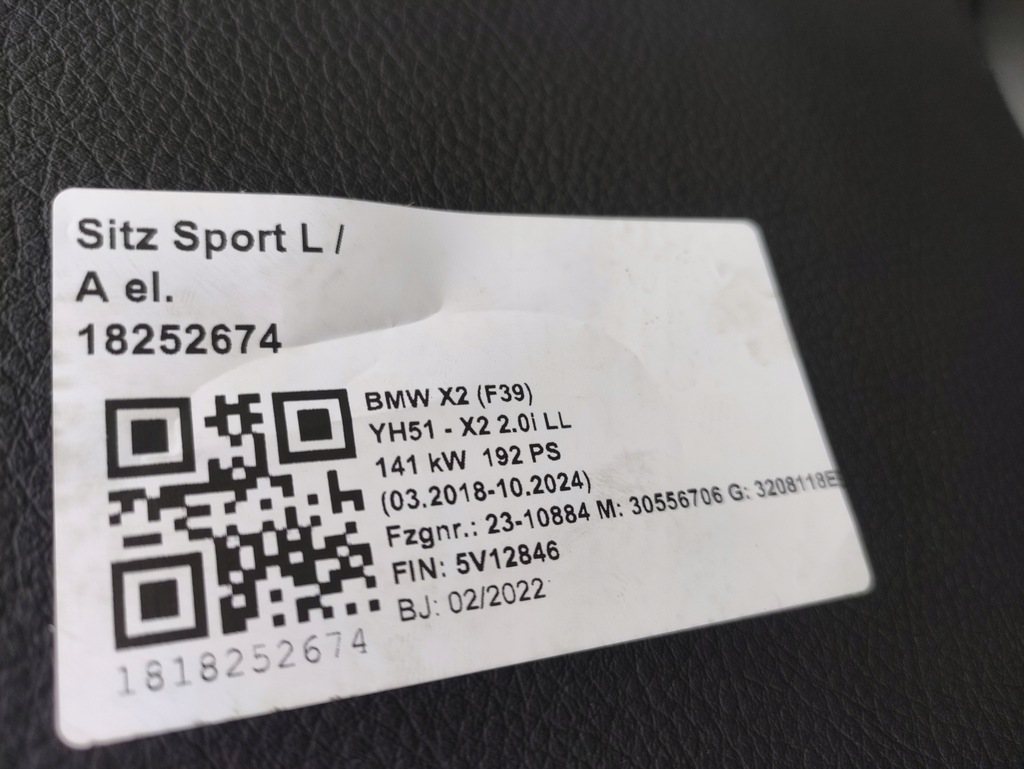 Sitz Sport L /
A el.
18252674
BMW X2 (F39)
YH51 - X2 2.0i LL
141 kW 192 PS
(03.2018-10.2024)
Fzgnr.: 23-10884 M: 30556706 G: 3208118E
FIN: 5V12846
BJ: 02/2022
1818252674